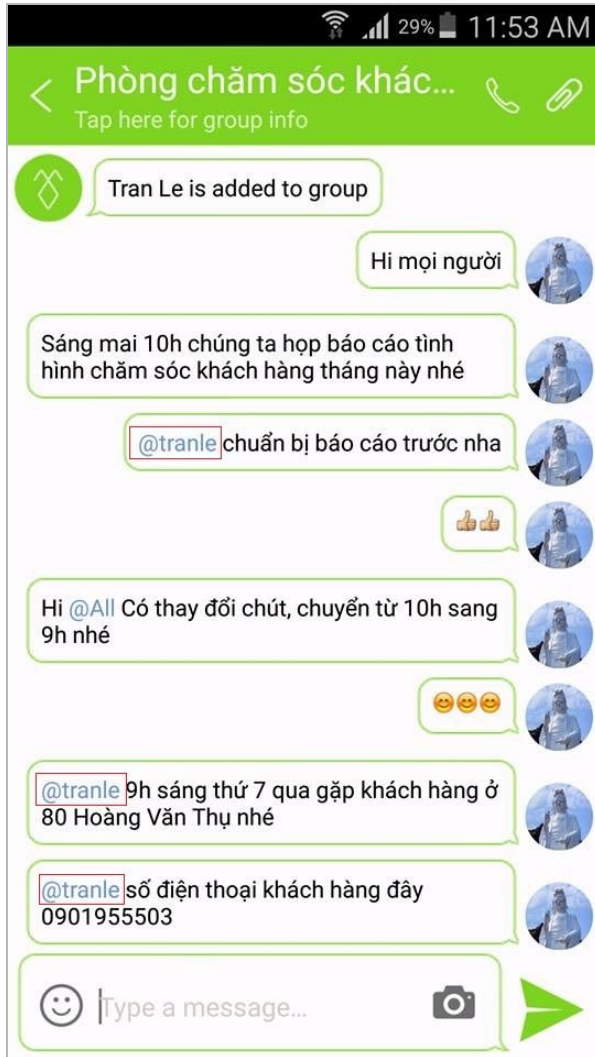 29% 11:53 AM
Phòng chăm sóc khác...
Tap here for group info
Tran Le is added to group
Hi mọi người
Sáng mai 10h chúng ta họp báo cáo tình
hình chăm sóc khách hàng tháng này nhé
@tranle chuẩn bị báo cáo trước nha
👍👍
Hi @All Có thay đổi chút, chuyển từ 10h sang
9h nhé
😊😊😊
@tranle 9h sáng thứ 7 qua gặp khách hàng ở
80 Hoàng Văn Thụ nhé
@tranle số điện thoại khách hàng đây
0901955503
Type a message...